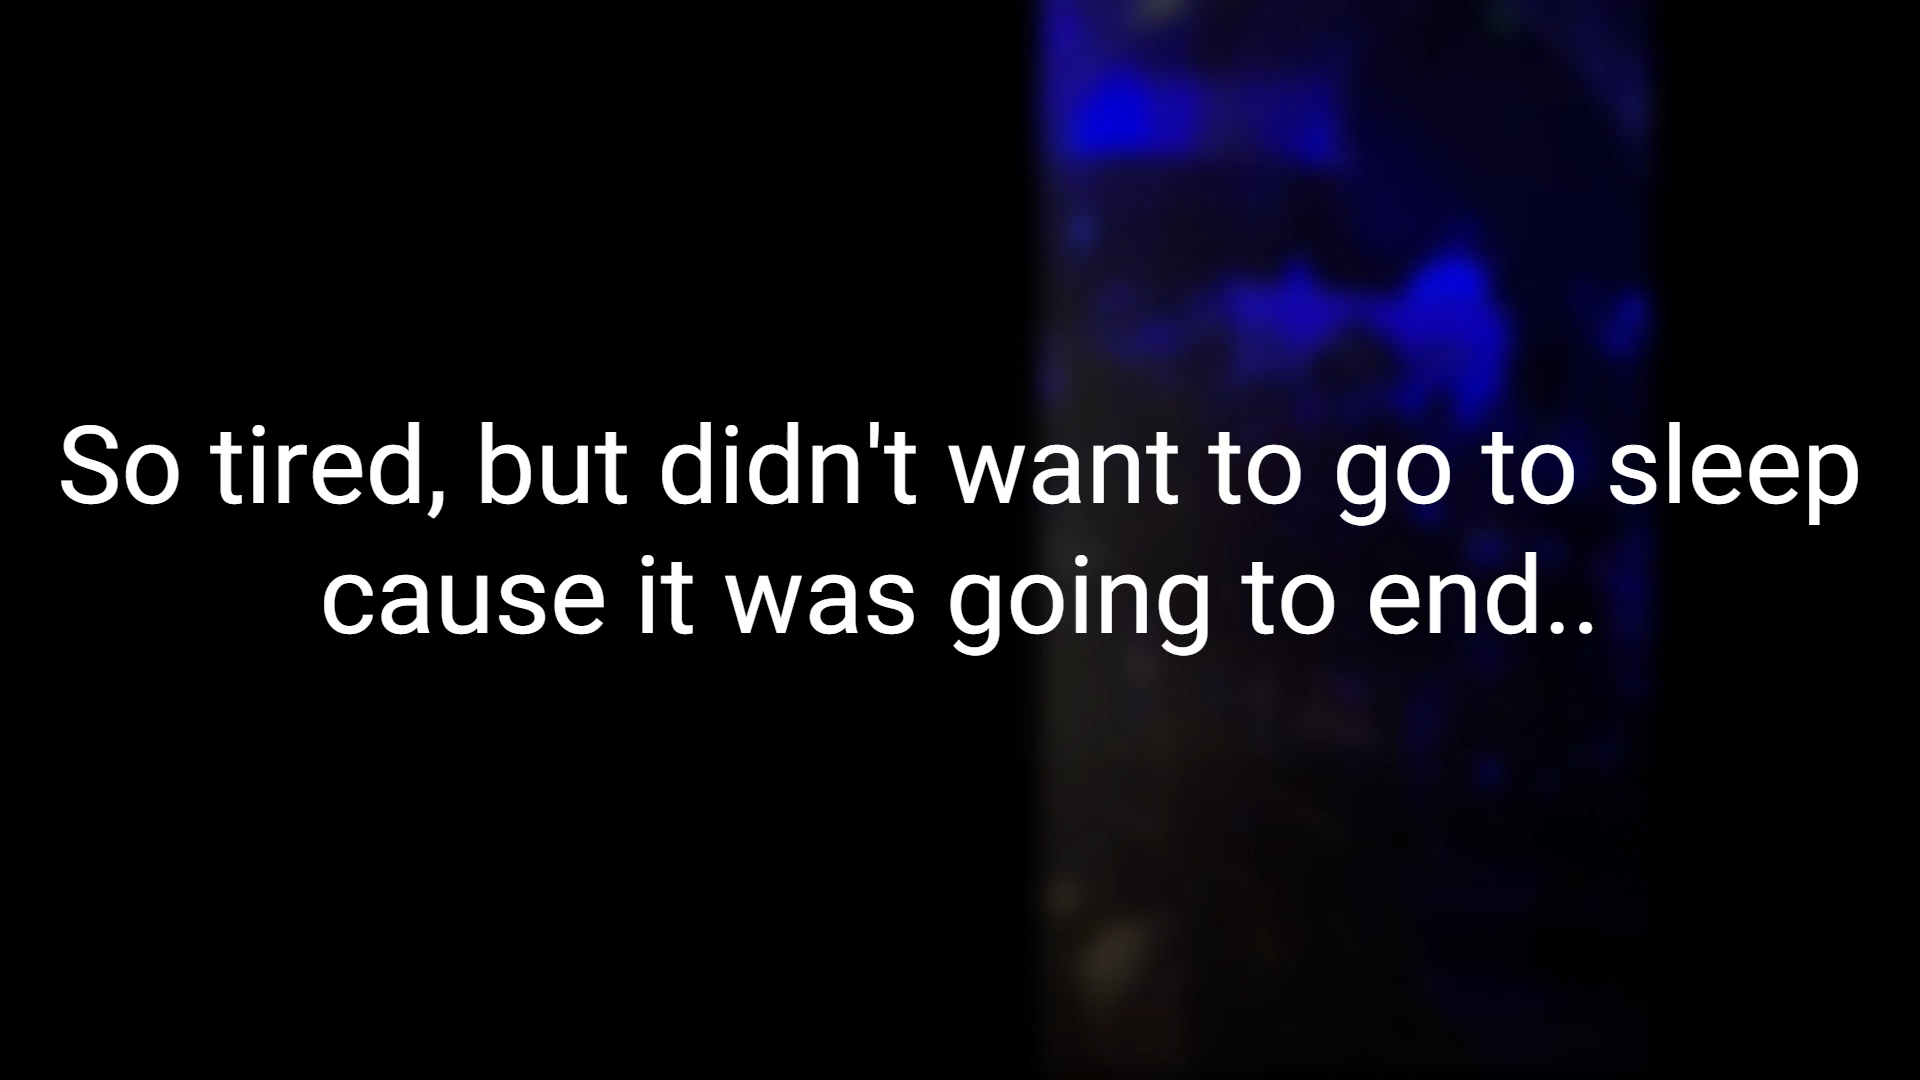 So tired, but didn't want to go to sleep
cause it was going to end..